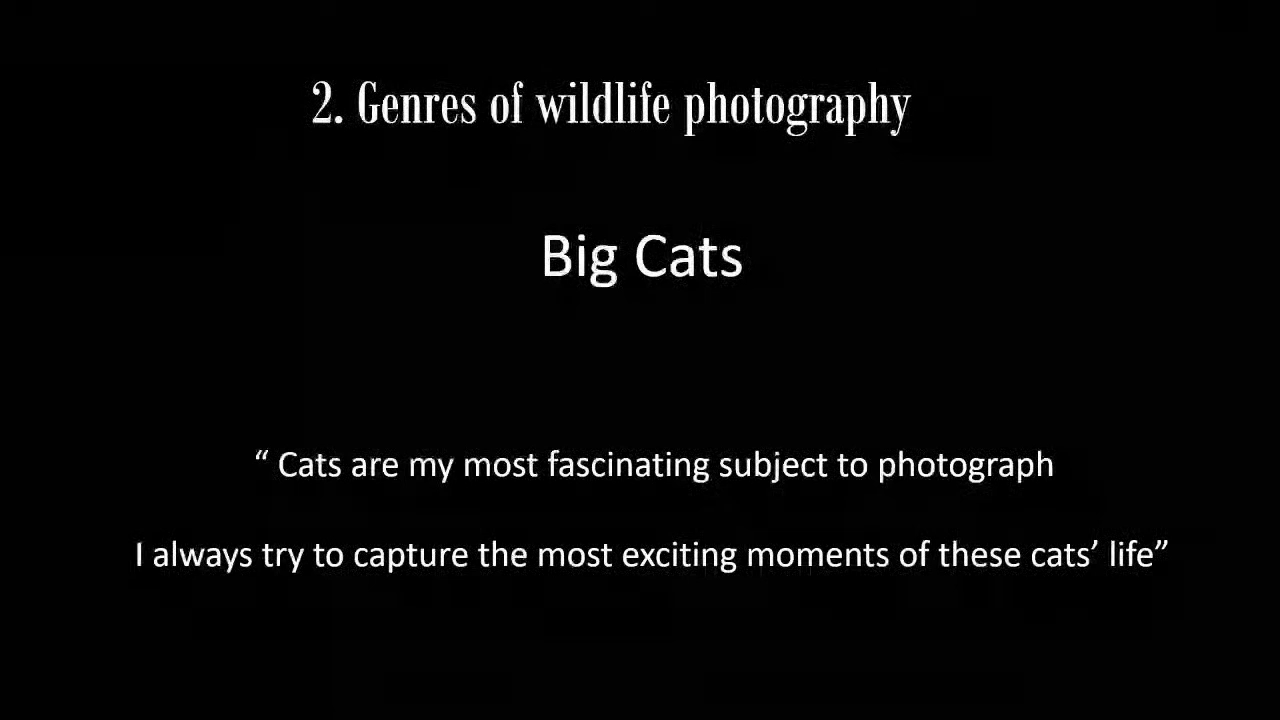 2. Genres of wildlife photography
Big Cats
“ Cats are my most fascinating subject to photograph
I always try to capture the most exciting moments of these cats’ life”